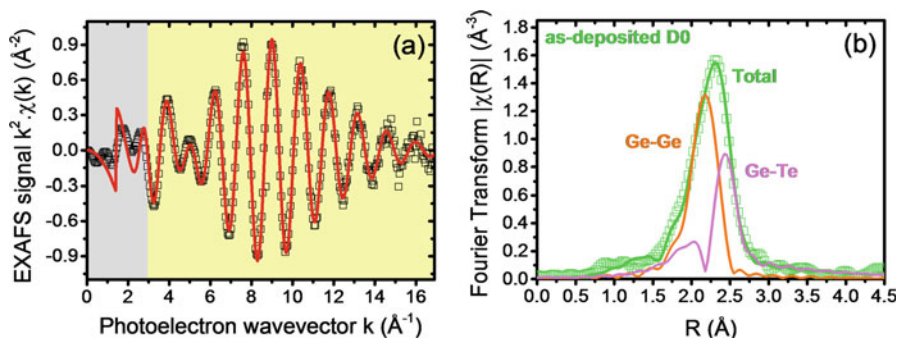 (a)
EXAFS signal k².χ(k) (Å⁻²)
0.9
0.6
0.3
0.0
-0.3
-0.6
-0.9
0 2 4 6 8 10 12 14 16
Photoelectron wavevector k (Å⁻¹)
(b)
as-deposited D0
Total
Ge-Ge
Ge-Te
Fourier Transform |χ(R)| (Å⁻³)
1.8
1.6
1.4
1.2
1.0
0.8
0.6
0.4
0.2
0.0
0.0 0.5 1.0 1.5 2.0 2.5 3.0 3.5 4.0 4.5
R (Å)